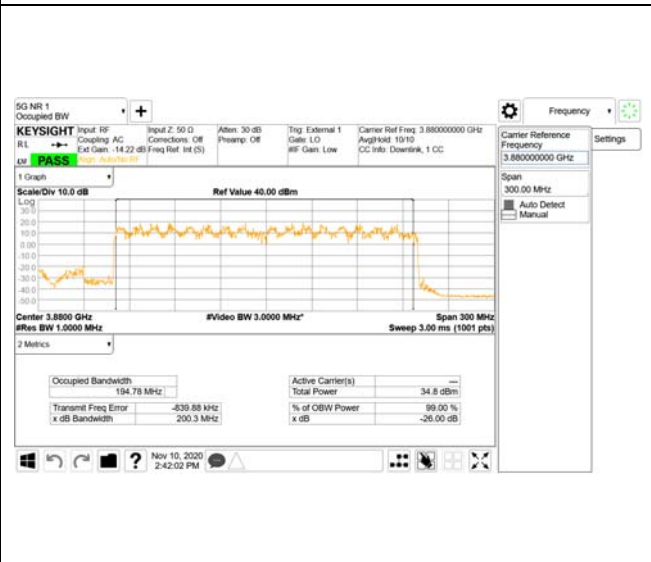 5G NR 1
Occupied BW
Frequency
KEYSIGHT Input: RF Input Z: 50 Ω Atten: 30 dB Trig: External 1 Carrier Ref Freq: 3.880000000 GHz
Coupling: AC Corrections: Off Preamp: Off Gate: LO Avg|Hold: 10/10
RL Ext Gain: -14.22 dB Freq Ref: Int (S) #IF Gain: Low CC Info: Downlink, 1 CC
PASS Align: Auto/No RF
Carrier Reference
Frequency
3.880000000 GHz
Settings
Span
300.00 MHz
Auto Detect
Manual
1 Graph
Scale/Div 10.0 dB Ref Value 40.00 dBm
Log
30.0
20.0
10.0
0.00
-10.0
-20.0
-30.0
-40.0
-50.0
Center 3.8800 GHz #Video BW 3.0000 MHz* Span 300 MHz
#Res BW 1.0000 MHz Sweep 3.00 ms (1001 pts)
2 Metrics
Occupied Bandwidth Active Carrier(s) ---
194.78 MHz Total Power 34.8 dBm
Transmit Freq Error -839.88 kHz % of OBW Power 99.00 %
x dB Bandwidth 200.3 MHz x dB -26.00 dB
Nov 10, 2020
2:42:02 PM